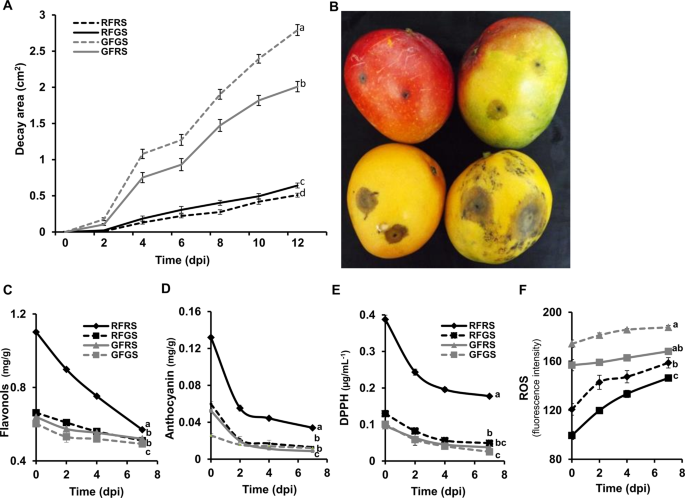 A
RFRS
RFGS
GFGS
GFRS
Decay area (cm2)
3
2.5
2
1.5
1
0.5
0
0 2 4 6 8 10 12
Time (dpi)
a
b
c
d
B
C
RFRS
RFGS
GFRS
GFGS
Flavonols (mg/g)
1.2
0.8
0.4
0 2 4 6 8
Time (dpi)
a
b
b
c
D
Anthocyanin (mg/g)
0.16
0.12
0.08
0.04
0
0 2 4 6 8
Time (dpi)
a
b
b
c
E
RFRS
RFGS
GFRS
GFGS
DPPH (µg/mL-1)
0.4
0.3
0.2
0.1
0
0 2 4 6 8
Time (dpi)
a
b
bc
c
F
ROS
(fluorescence intensity)
200
160
120
80
0 2 4 6 8
Time (dpi)
a
ab
b
c